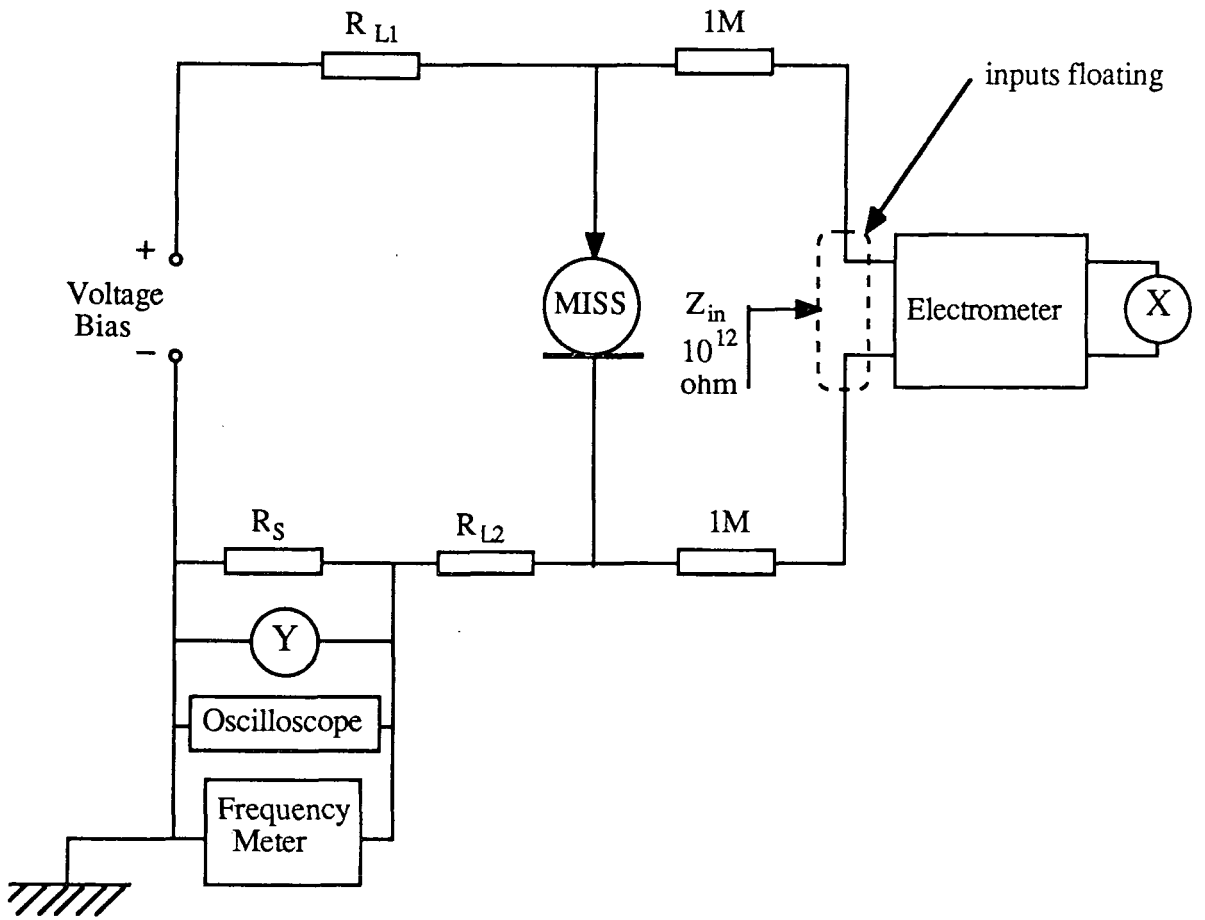 R L1
1M
inputs floating
+
Voltage
Bias
−
MISS
Z in
10 12
ohm
Electrometer
X
R S
R L2
1M
Y
Oscilloscope
Frequency
Meter